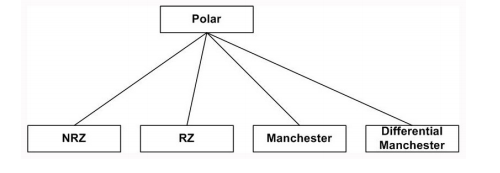 Polar
NRZ
RZ
Manchester
Differential
Manchester